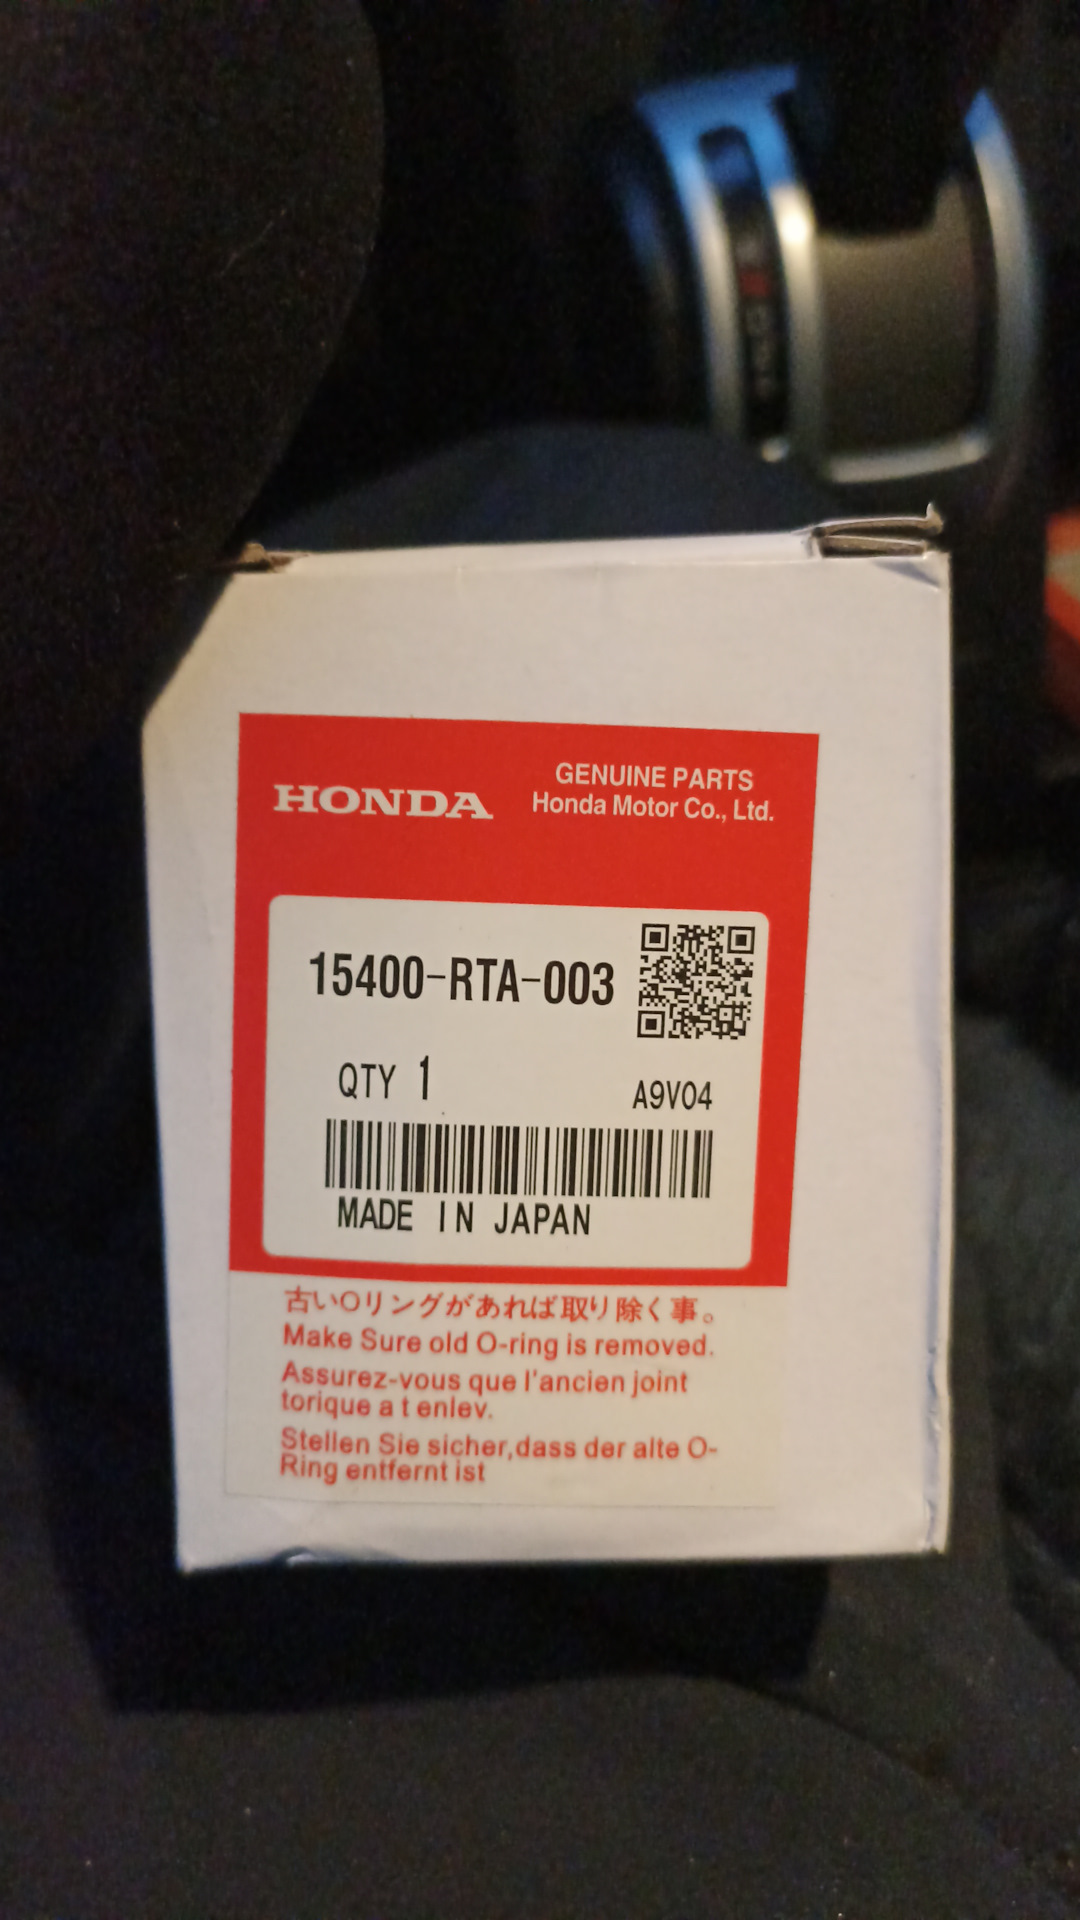 HONDA
GENUINE PARTS
Honda Motor Co., Ltd.
15400-RTA-003
QTY 1
A9V04
MADE IN JAPAN
古いOリングがあれば取り除く事。
Make Sure old O-ring is removed.
Assurez-vous que l'ancien joint
torique a t enlev.
Stellen Sie sicher,dass der alte O-
Ring entfernt ist